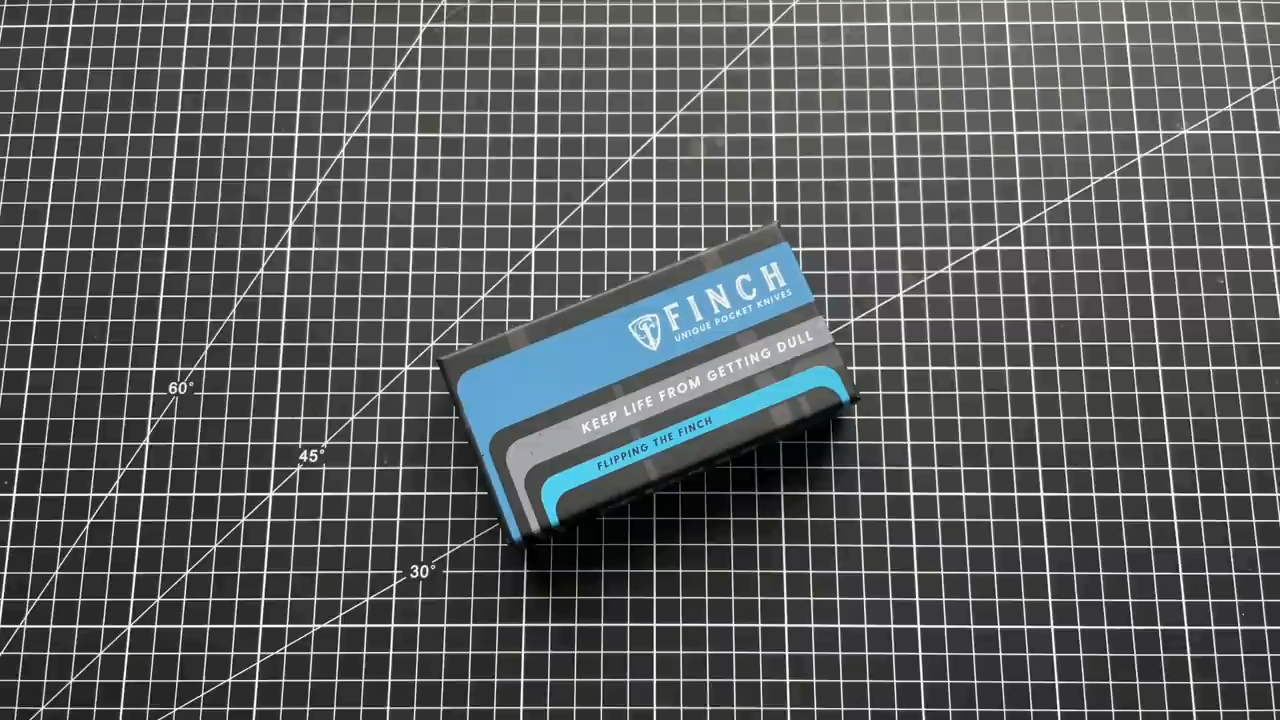 FINCH
UNIQUE POCKET KNIVES
KEEP LIFE FROM GETTING DULL
FLIPPING THE FINCH
60°
45°
30°